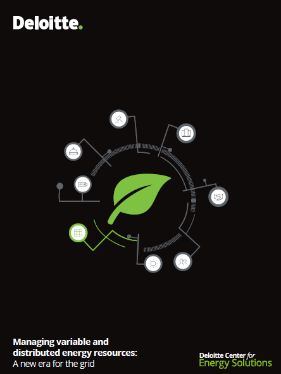 Deloitte.
Managing variable and
distributed energy resources:
A new era for the grid
Deloitte Center for
Energy Solutions